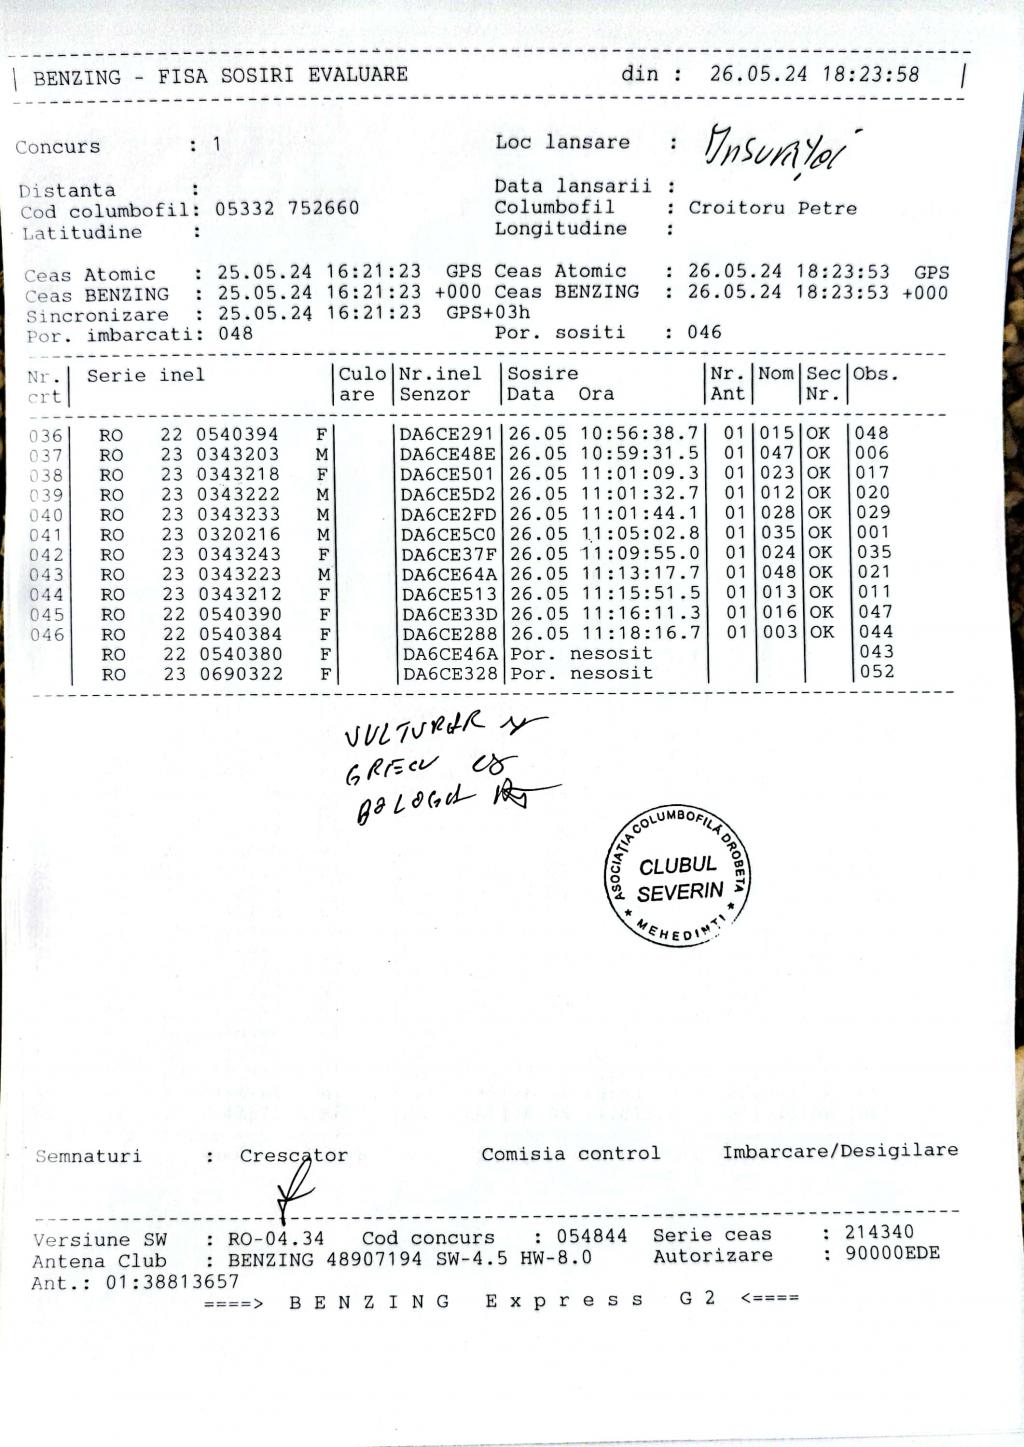 BENZING - FISA SOSIRI EVALUARE din : 26.05.24 18:23:58
Concurs : 1 Loc lansare : Însurăței
Distanta : Data lansarii :
Cod columbofil: 05332 752660 Columbofil : Croitoru Petre
Latitudine : Longitudine :
Ceas Atomic : 25.05.24 16:21:23 GPS Ceas Atomic : 26.05.24 18:23:53 GPS
Ceas BENZING : 25.05.24 16:21:23 +000 Ceas BENZING : 26.05.24 18:23:53 +000
Sincronizare : 25.05.24 16:21:23 GPS+03h
Por. imbarcati: 048 Por. sositi : 046
Nr. Serie inel Culo Nr.inel Sosire Nr. Nom Sec Obs.
crt are Senzor Data Ora Ant Nr.
036 RO 22 0540394 F DA6CE291 26.05 10:56:38.7 01 015 OK 048
037 RO 23 0343203 M DA6CE48E 26.05 10:59:31.5 01 047 OK 006
038 RO 23 0343218 F DA6CE501 26.05 11:01:09.3 01 023 OK 017
039 RO 23 0343222 M DA6CE5D2 26.05 11:01:32.7 01 012 OK 020
040 RO 23 0343233 M DA6CE2FD 26.05 11:01:44.1 01 028 OK 029
041 RO 23 0320216 M DA6CE5C0 26.05 11:05:02.8 01 035 OK 001
042 RO 23 0343243 F DA6CE37F 26.05 11:09:55.0 01 024 OK 035
043 RO 23 0343223 M DA6CE64A 26.05 11:13:17.7 01 048 OK 021
044 RO 23 0343212 F DA6CE513 26.05 11:15:51.5 01 013 OK 011
045 RO 22 0540390 F DA6CE33D 26.05 11:16:11.3 01 016 OK 047
046 RO 22 0540384 F DA6CE288 26.05 11:18:16.7 01 003 OK 044
RO 22 0540380 F DA6CE46A Por. nesosit 043
RO 23 0690322 F DA6CE328 Por. nesosit 052
VULTURAR
GRECU
BALOGA
ASOCIAȚIA COLUMBOFILĂ DROBETA
CLUBUL
SEVERIN
* MEHEDINȚI *
Semnaturi : Crescator Comisia control Imbarcare/Desigilare
Versiune SW : RO-04.34 Cod concurs : 054844 Serie ceas : 214340
Antena Club : BENZING 48907194 SW-4.5 HW-8.0 Autorizare : 90000EDE
Ant.: 01:38813657
====> B E N Z I N G E x p r e s s G 2 <====